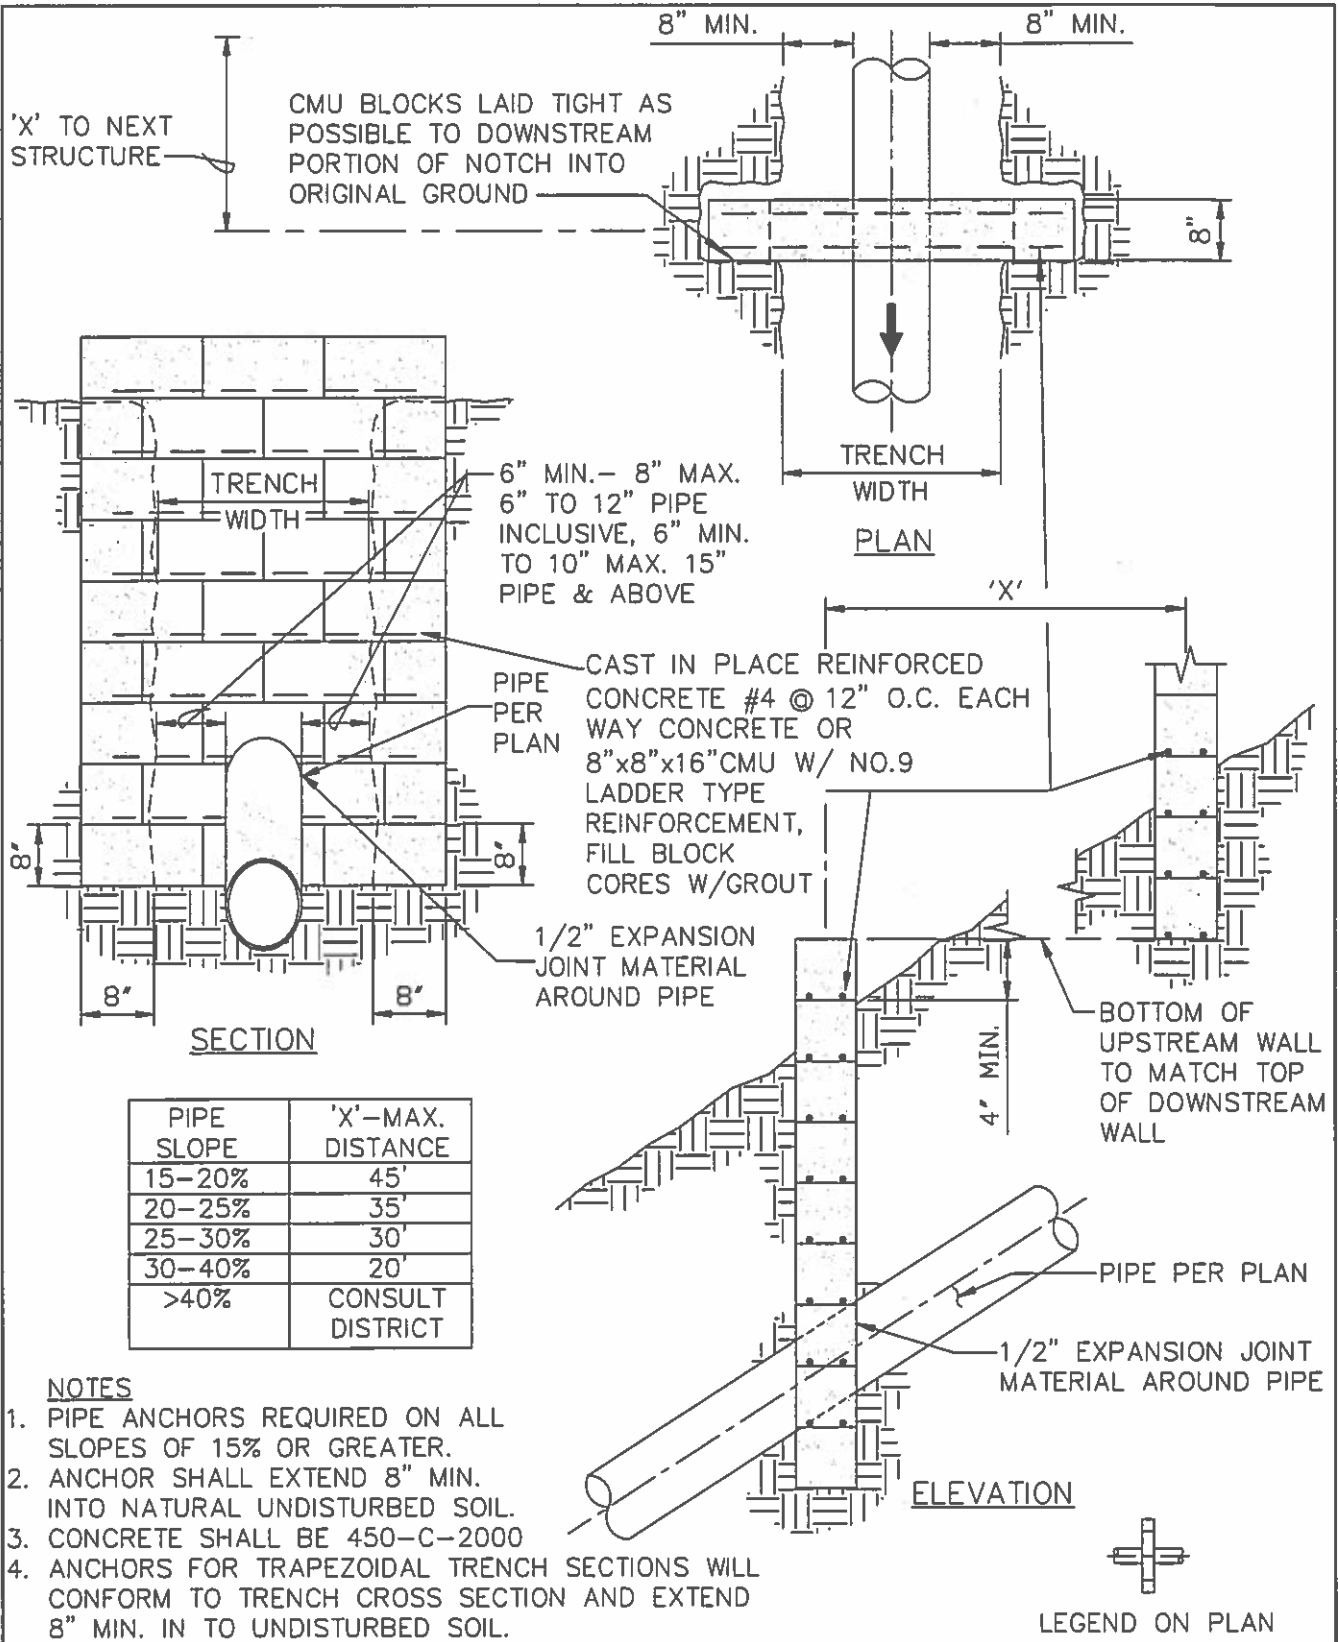 8" MIN.
8" MIN.
'X' TO NEXT
STRUCTURE
CMU BLOCKS LAID TIGHT AS
POSSIBLE TO DOWNSTREAM
PORTION OF NOTCH INTO
ORIGINAL GROUND
8"
TRENCH
WIDTH
PLAN
TRENCH
WIDTH
6" MIN.- 8" MAX.
6" TO 12" PIPE
INCLUSIVE, 6" MIN.
TO 10" MAX. 15"
PIPE & ABOVE
'X'
PIPE
PER
PLAN
CAST IN PLACE REINFORCED
CONCRETE #4 @ 12" O.C. EACH
WAY CONCRETE OR
8"x8"x16"CMU W/ NO.9
LADDER TYPE
REINFORCEMENT,
FILL BLOCK
CORES W/GROUT
8"
8"
1/2" EXPANSION
JOINT MATERIAL
AROUND PIPE
8"
8"
SECTION
4" MIN.
BOTTOM OF
UPSTREAM WALL
TO MATCH TOP
OF DOWNSTREAM
WALL
PIPE SLOPE 'X'-MAX. DISTANCE
15-20% 45'
20-25% 35'
25-30% 30'
30-40% 20'
>40% CONSULT DISTRICT
PIPE PER PLAN
1/2" EXPANSION JOINT
MATERIAL AROUND PIPE
ELEVATION
NOTES
1. PIPE ANCHORS REQUIRED ON ALL
SLOPES OF 15% OR GREATER.
2. ANCHOR SHALL EXTEND 8" MIN.
INTO NATURAL UNDISTURBED SOIL.
3. CONCRETE SHALL BE 450-C-2000
4. ANCHORS FOR TRAPEZOIDAL TRENCH SECTIONS WILL
CONFORM TO TRENCH CROSS SECTION AND EXTEND
8" MIN. IN TO UNDISTURBED SOIL.
LEGEND ON PLAN